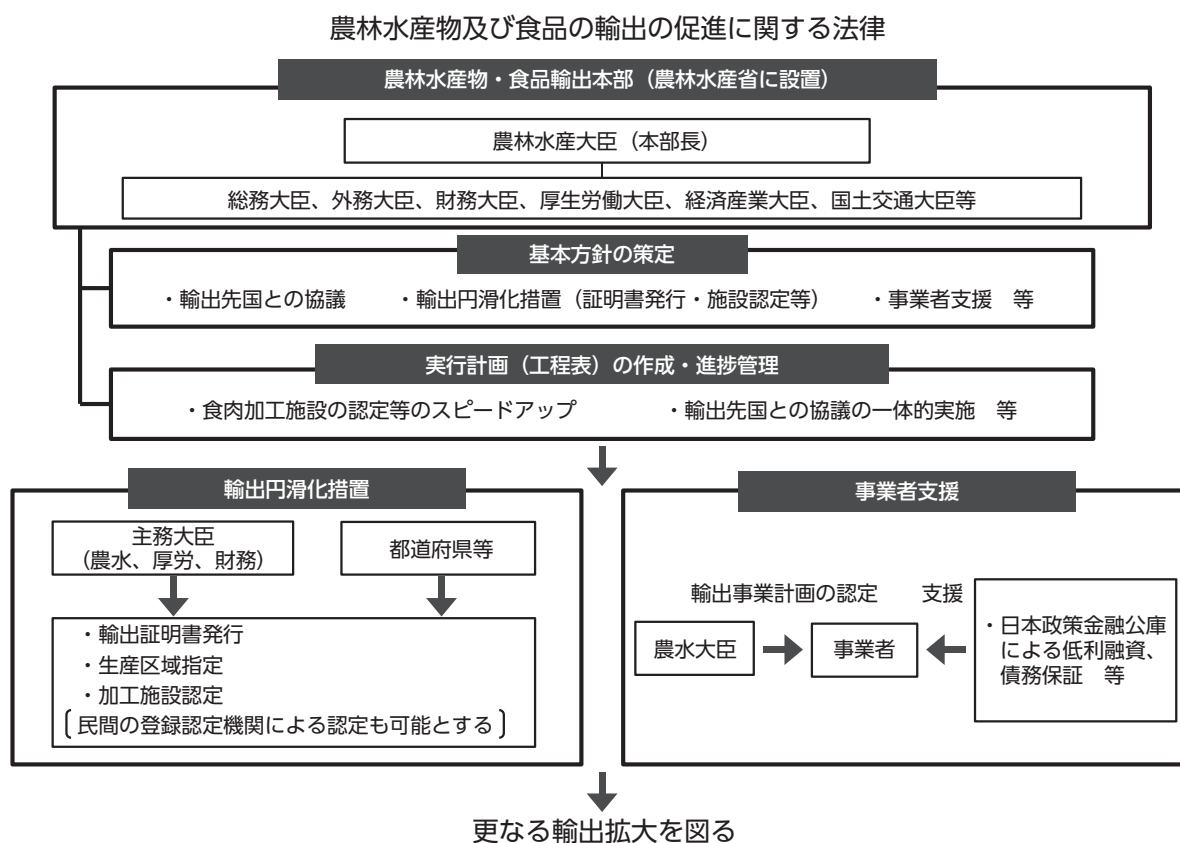 農林水産物及び食品の輸出の促進に関する法律
農林水産物・食品輸出本部（農林水産省に設置）
農林水産大臣（本部長）
総務大臣、外務大臣、財務大臣、厚生労働大臣、経済産業大臣、国土交通大臣等
基本方針の策定
・輸出先国との協議　・輸出円滑化措置（証明書発行・施設認定等）　・事業者支援　等
実行計画（工程表）の作成・進捗管理
・食肉加工施設の認定等のスピードアップ　・輸出先国との協議の一体的実施　等
輸出円滑化措置
主務大臣
（農水、厚労、財務）
都道府県等
・輸出証明書発行
・生産区域指定
・加工施設認定
〔民間の登録認定機関による認定も可能とする〕
事業者支援
輸出事業計画の認定　支援
農水大臣
事業者
・日本政策金融公庫
による低利融資、
債務保証　等
更なる輸出拡大を図る